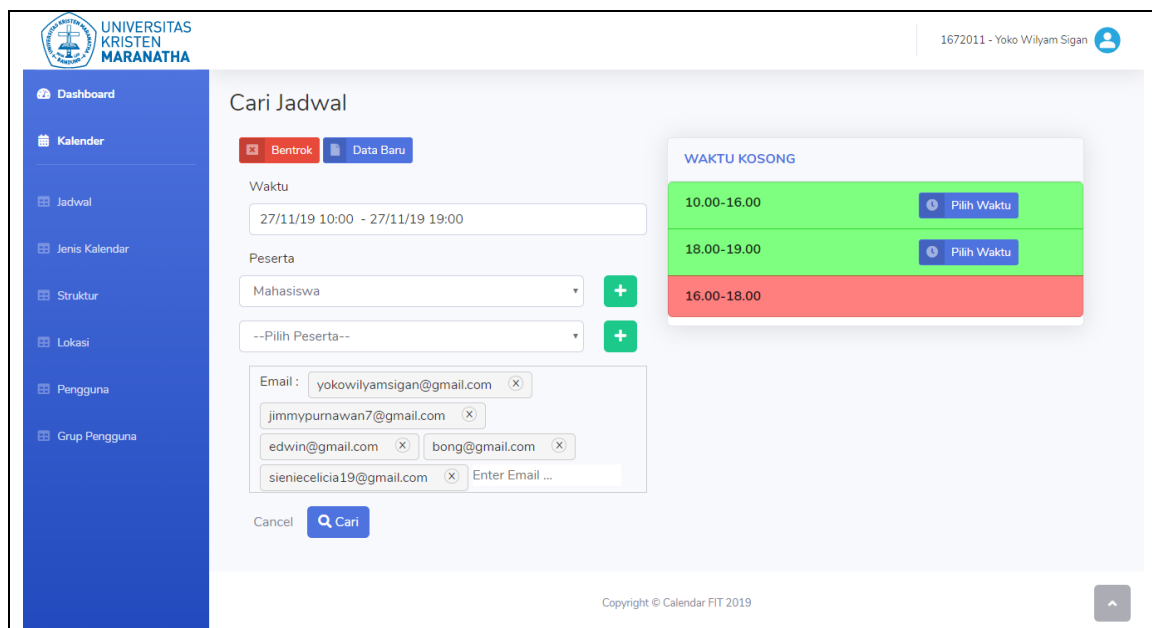 UNIVERSITAS
KRISTEN
MARANATHA
1672011 - Yoko Wilyam Sigan
Dashboard
Kalender
Jadwal
Jenis Kalendar
Struktur
Lokasi
Pengguna
Grup Pengguna
Cari Jadwal
Bentrok Data Baru
Waktu
27/11/19 10:00 - 27/11/19 19:00
Peserta
Mahasiswa
--Pilih Peserta--
Email : yokowilyamsigan@gmail.com
jimmypurnawan7@gmail.com
edwin@gmail.com bong@gmail.com
sieniecelicia19@gmail.com Enter Email ...
Cancel Cari
WAKTU KOSONG
10.00-16.00 Pilih Waktu
18.00-19.00 Pilih Waktu
16.00-18.00
Copyright © Calendar FIT 2019